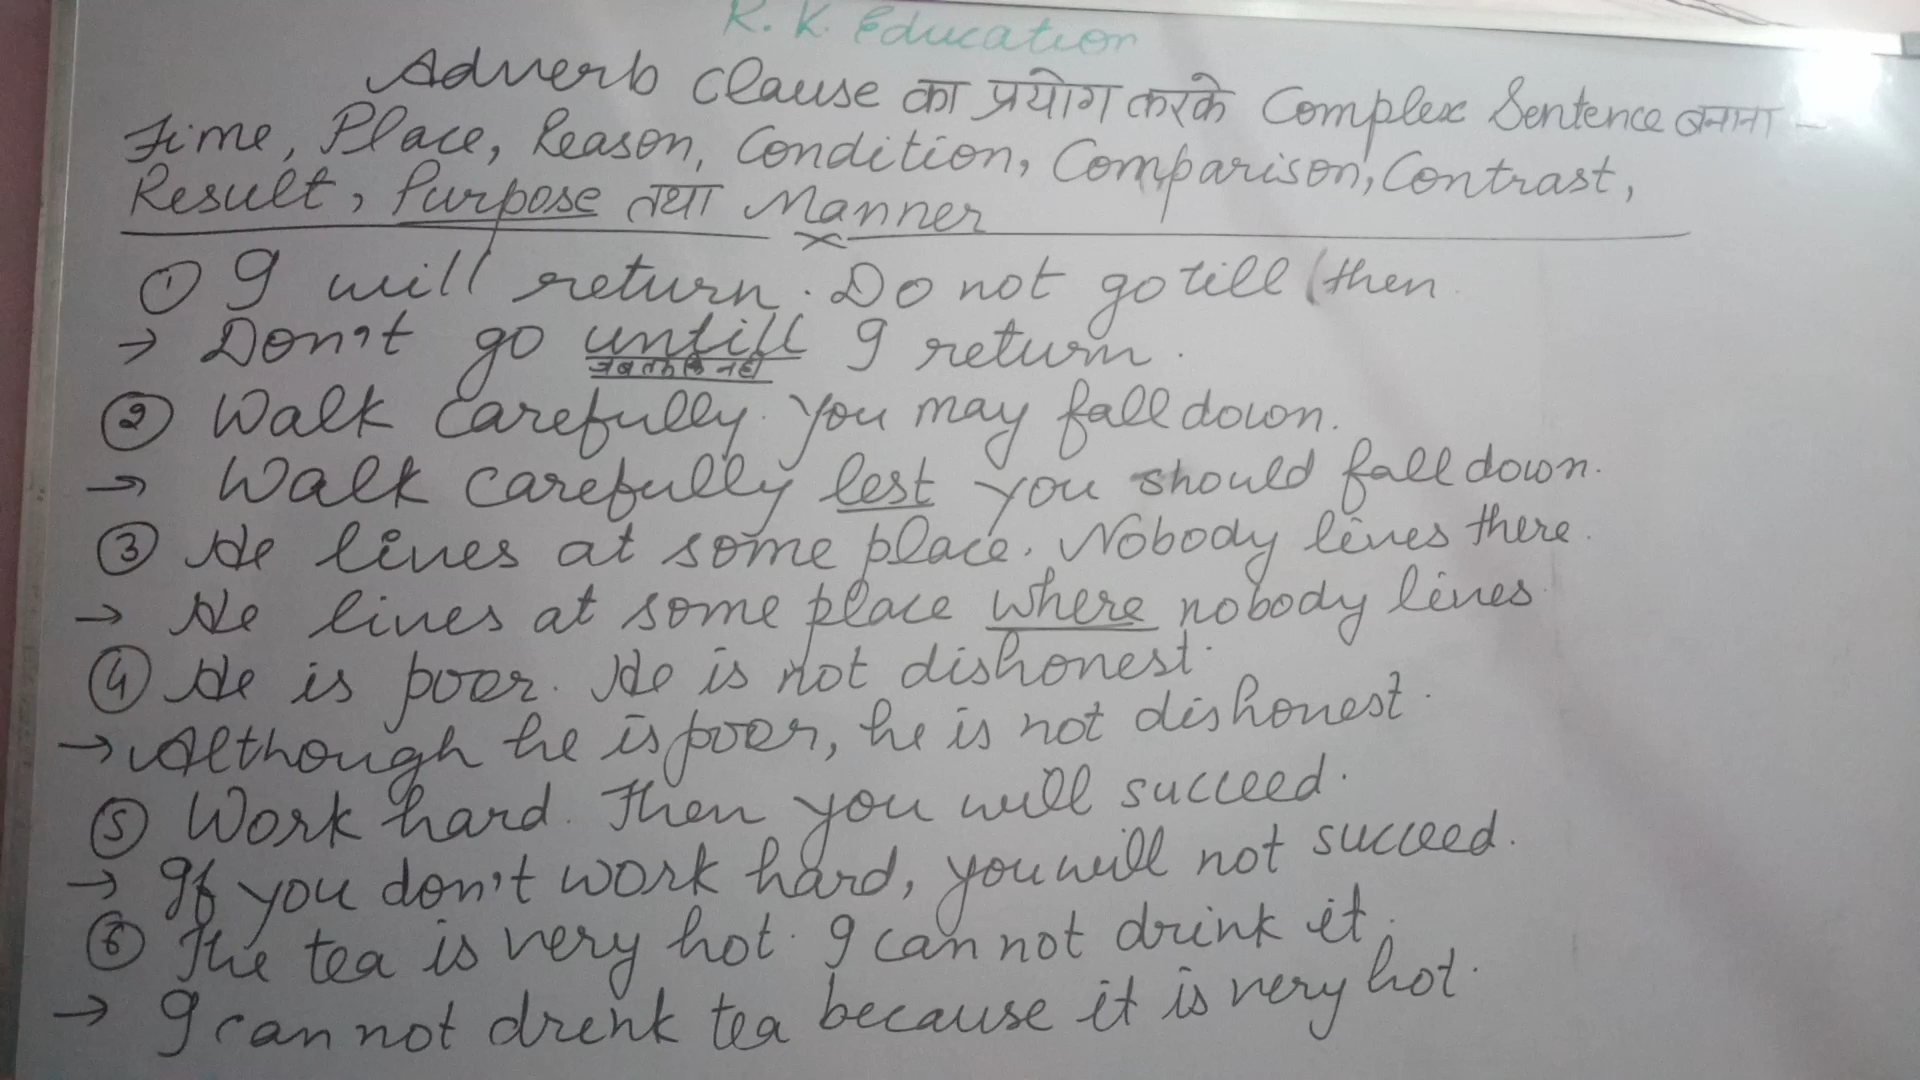 R. K. Education
Adverb Clause का प्रयोग करके Complex Sentence बनाना -
Time, Place, Reason, Condition, Comparison, Contrast,
Result, Purpose तथा Manner
① I will return. Do not go till then.
→ Don't go untill I return.
जब तक कि नहीं
② Walk carefully. You may fall down.
→ Walk carefully lest you should fall down.
③ He lives at some place. Nobody lives there.
→ He lives at some place where nobody lives
④ He is poor. He is not dishonest.
→ Although he is poor, he is not dishonest.
⑤ Work hard. Then you will succeed.
→ If you don't work hard, you will not succeed.
⑥ The tea is very hot. I can not drink it.
→ I can not drink tea because it is very hot.